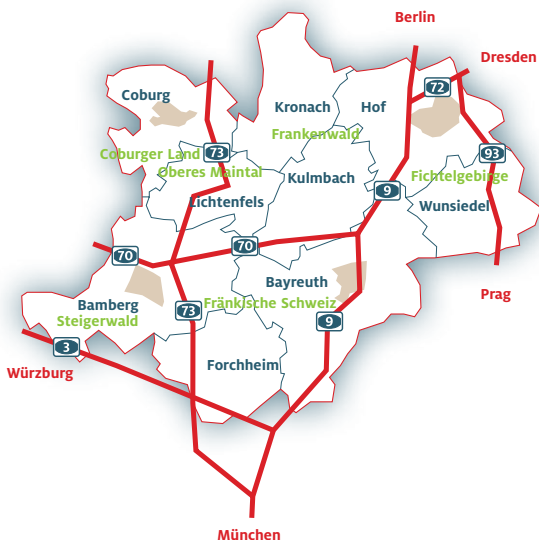 Berlin
Dresden
72
Coburg
Kronach
Hof
Frankenwald
Coburger Land
73
93
Oberes Maintal
Kulmbach
Fichtelgebirge
9
Lichtenfels
Wunsiedel
70
70
Bayreuth
Prag
Bamberg
73
Fränkische Schweiz
Steigerwald
9
3
Forchheim
Würzburg
München